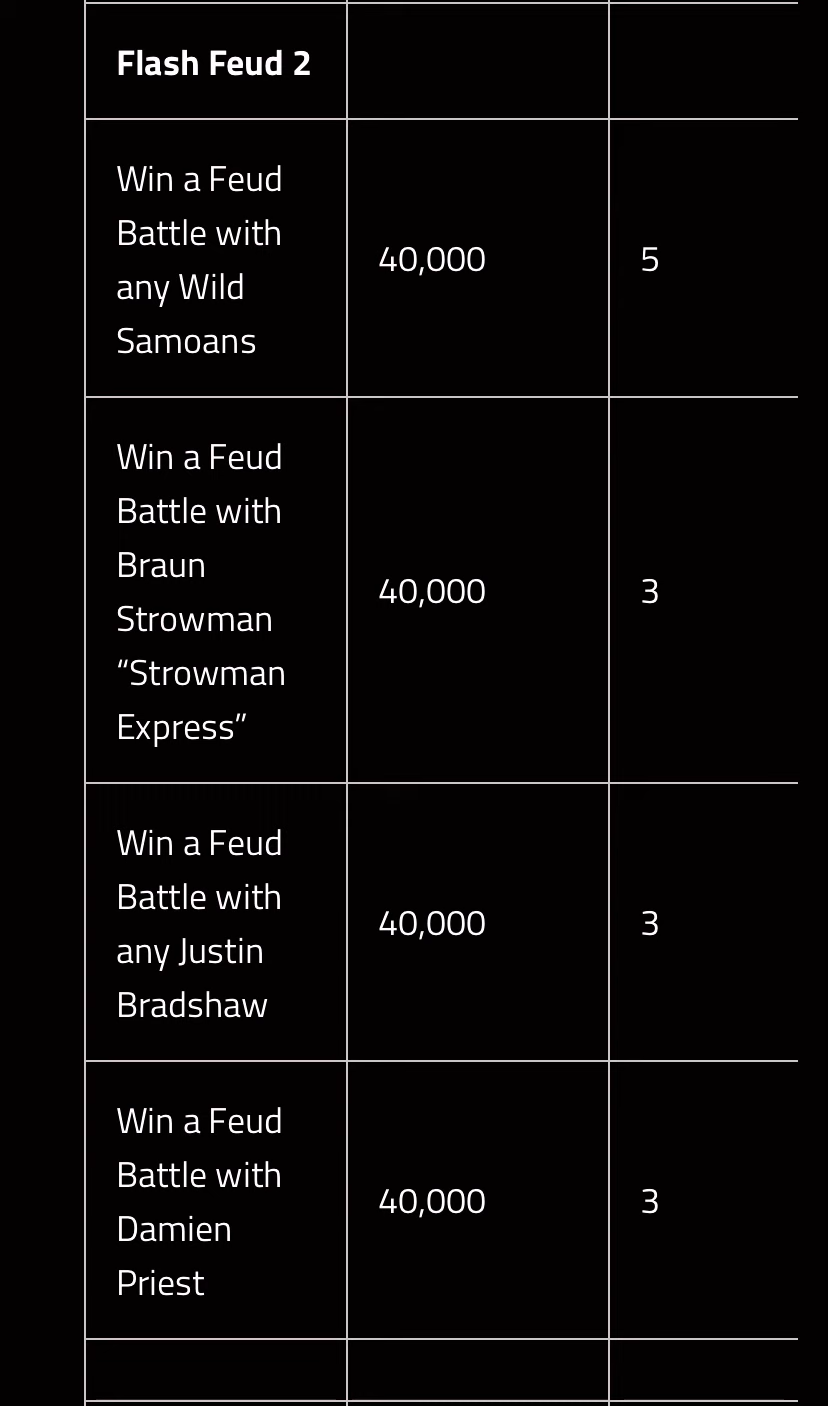 Flash Feud 2
Win a Feud
Battle with
any Wild
Samoans
40,000
5
Win a Feud
Battle with
Braun
Strowman
“Strowman
Express”
40,000
3
Win a Feud
Battle with
any Justin
Bradshaw
40,000
3
Win a Feud
Battle with
Damien
Priest
40,000
3